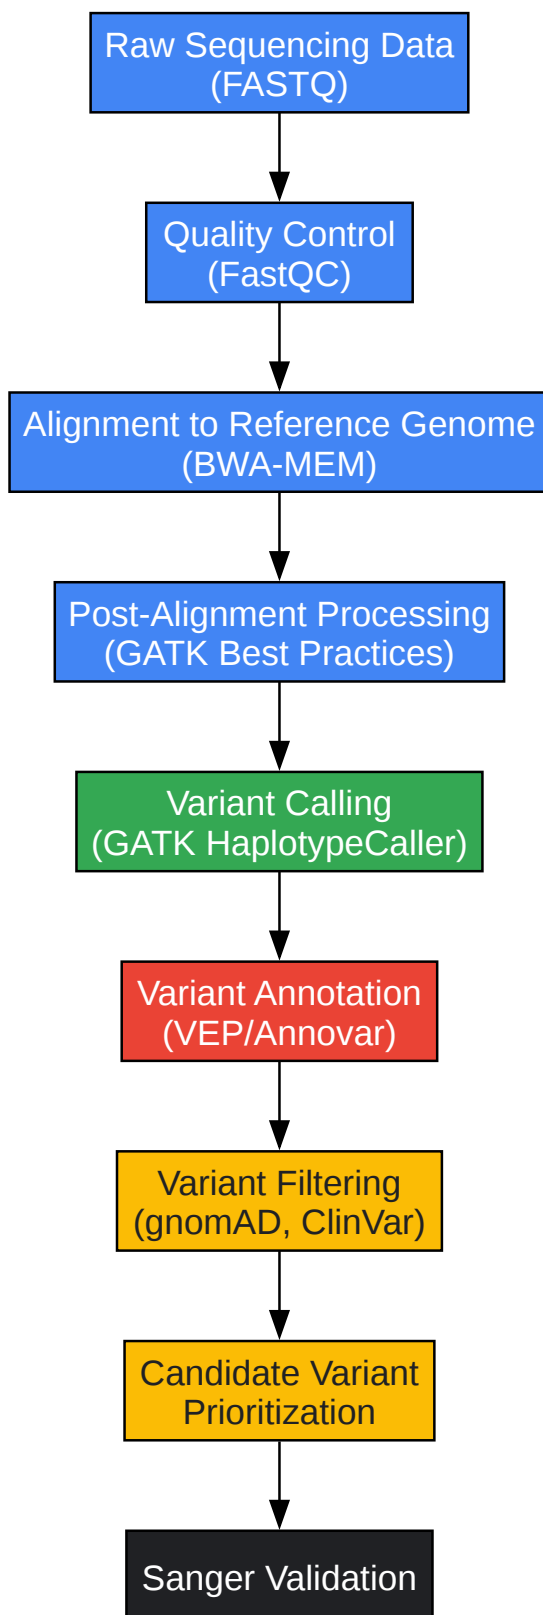 Raw Sequencing Data
(FASTQ)
Quality Control
(FastQC)
Alignment to Reference Genome
(BWA-MEM)
Post-Alignment Processing
(GATK Best Practices)
Variant Calling
(GATK HaplotypeCaller)
Variant Annotation
(VEP/Annovar)
Variant Filtering
(gnomAD, ClinVar)
Candidate Variant
Prioritization
Sanger Validation